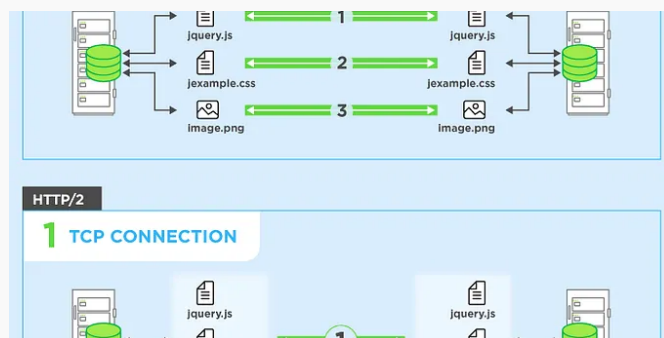 1
jquery.js jquery.js
2
jexample.css jexample.css
3
image.png image.png
HTTP/2
1 TCP CONNECTION
jquery.js jquery.js
1